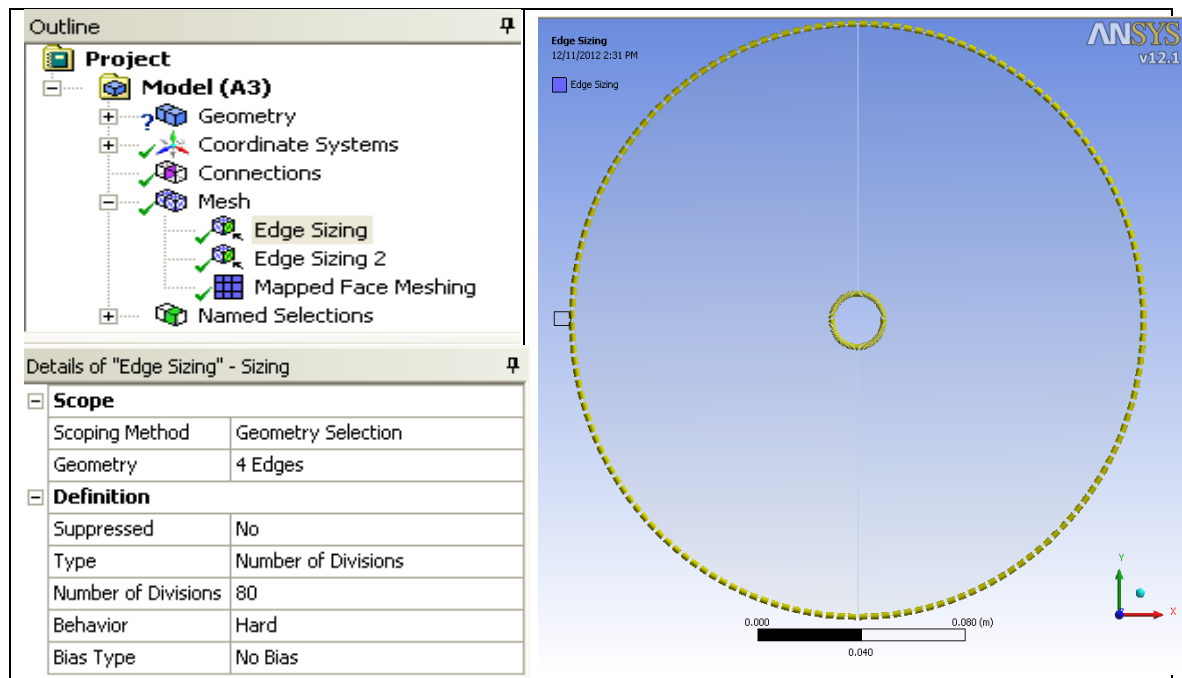 Outline
Project
Model (A3)
Geometry
Coordinate Systems
Connections
Mesh
Edge Sizing
Edge Sizing 2
Mapped Face Meshing
Named Selections
Details of "Edge Sizing" - Sizing
Scope
Scoping Method Geometry Selection
Geometry 4 Edges
Definition
Suppressed No
Type Number of Divisions
Number of Divisions 80
Behavior Hard
Bias Type No Bias
Edge Sizing
12/11/2012 2:31 PM
Edge Sizing
ANSYS
v12.1
0.000 0.080 (m)
0.040
Y
X